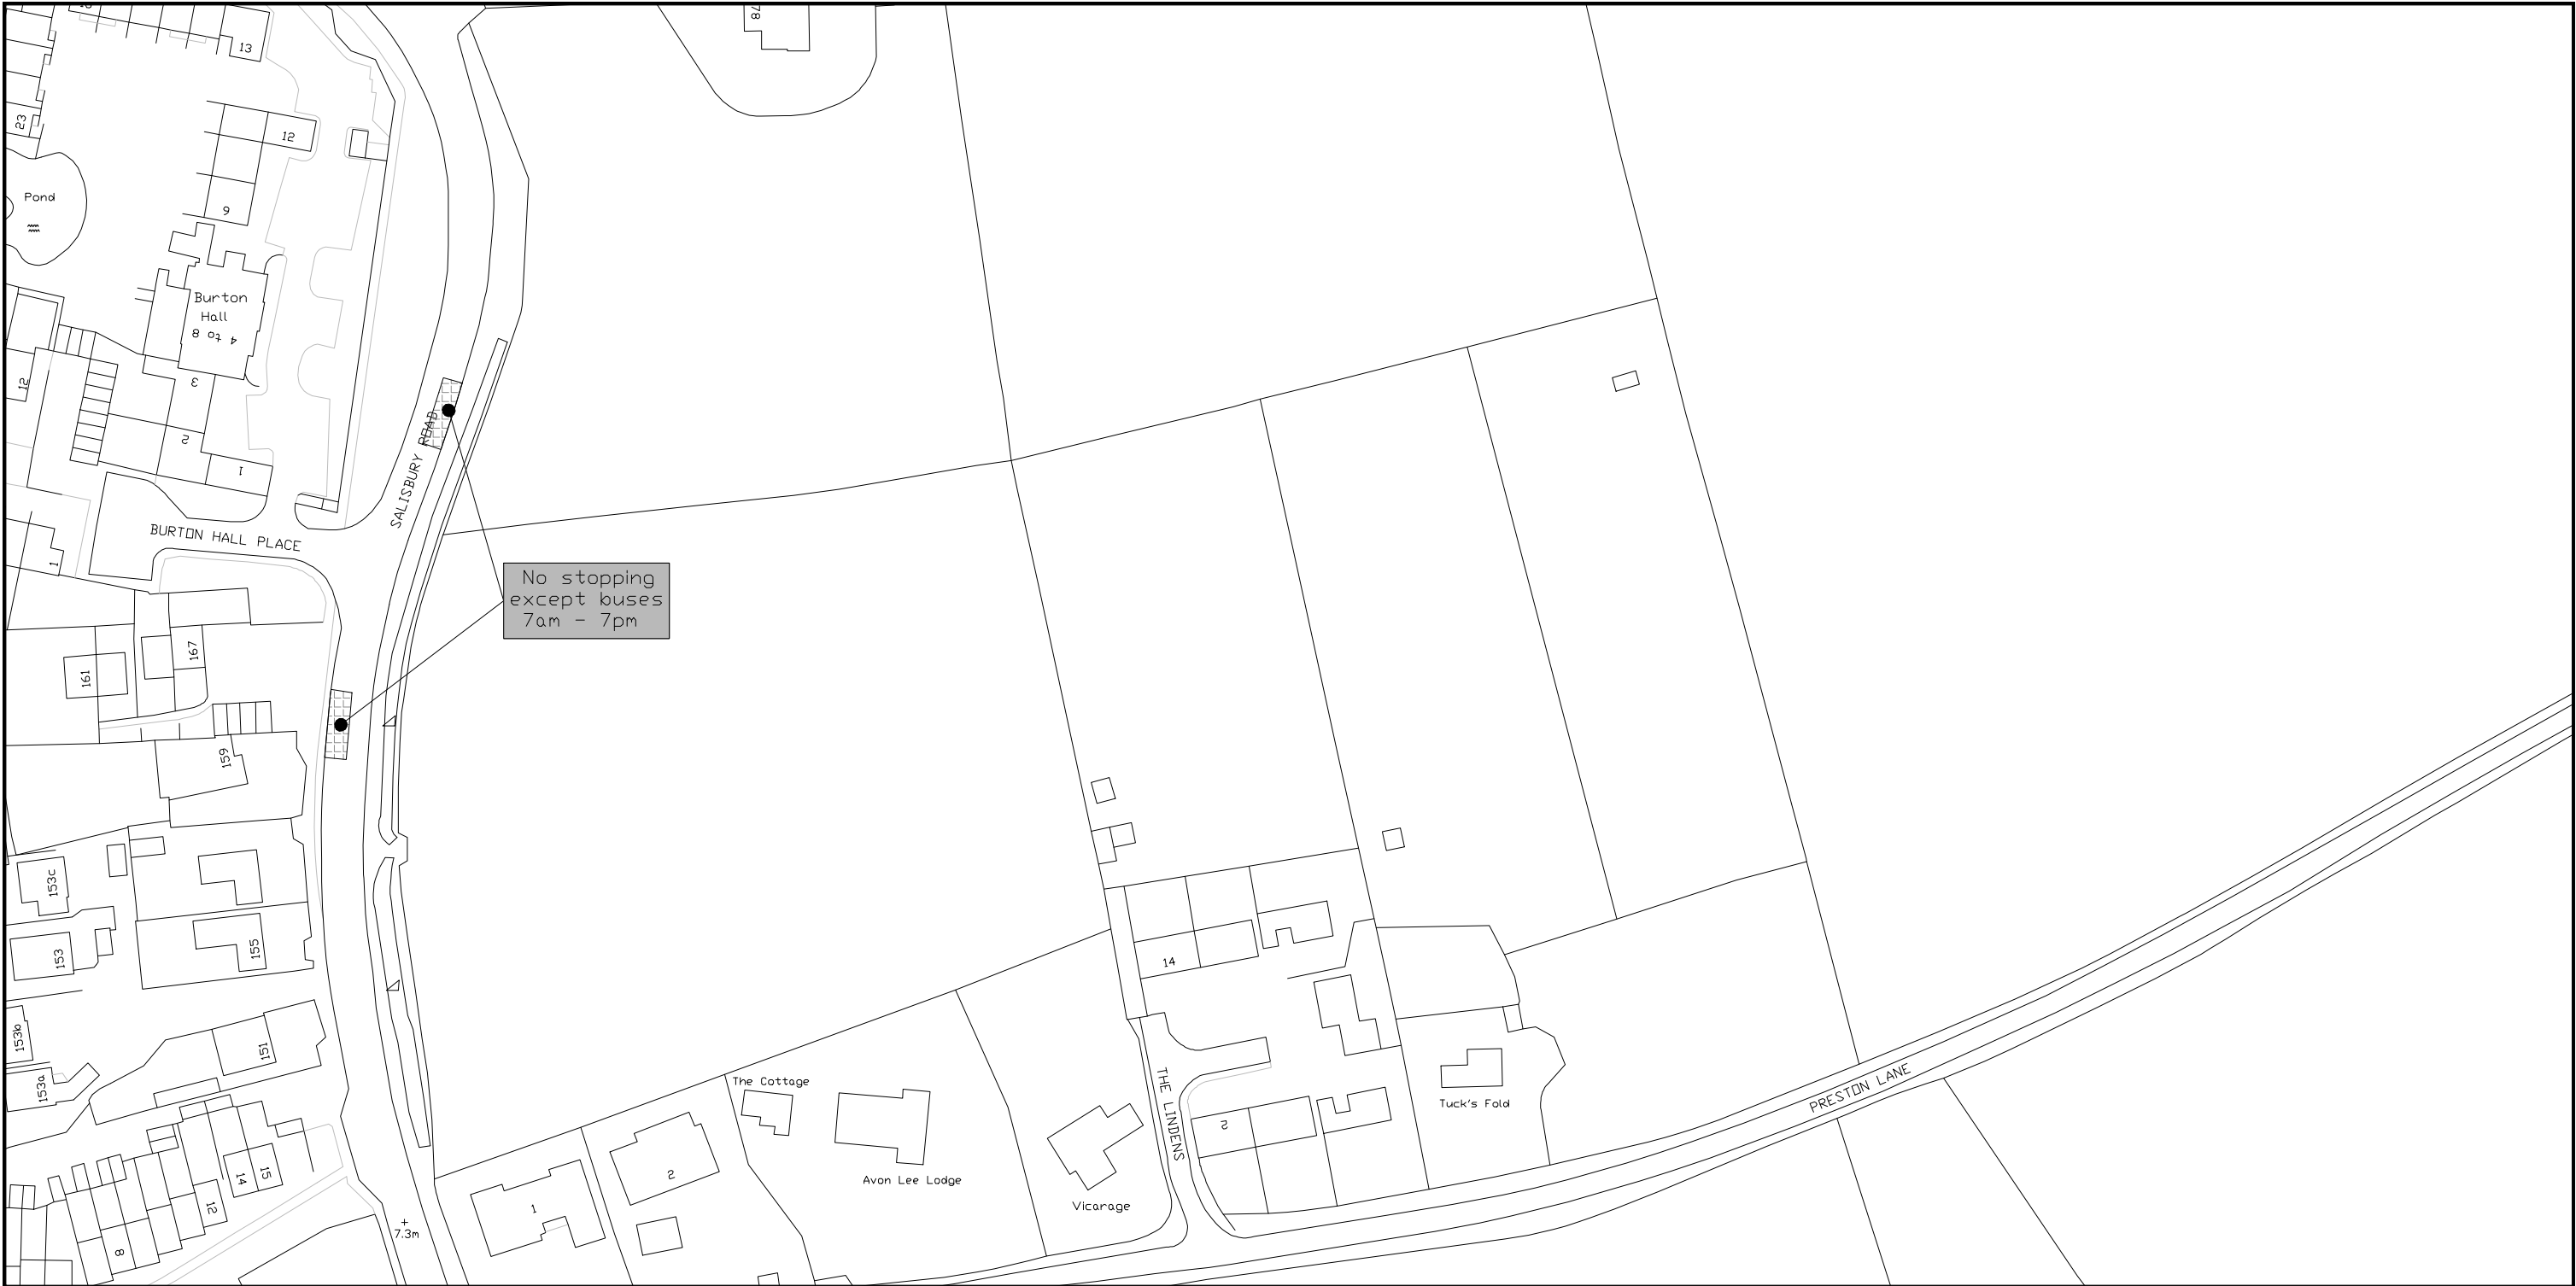 78
13
12
23
Pond
9
Burton
Hall
4 to 8
3
12
2
1
SALISBURY ROAD
BURTON HALL PLACE
1
No stopping
except buses
7am - 7pm
167
161
159
153c
155
153
14
153b
151
153a
The Cottage
THE LINDENS
PRESTON LANE
Tuck's Fold
2
2
Avon Lee Lodge
Vicarage
14
15
12
1
8
+
7.3m